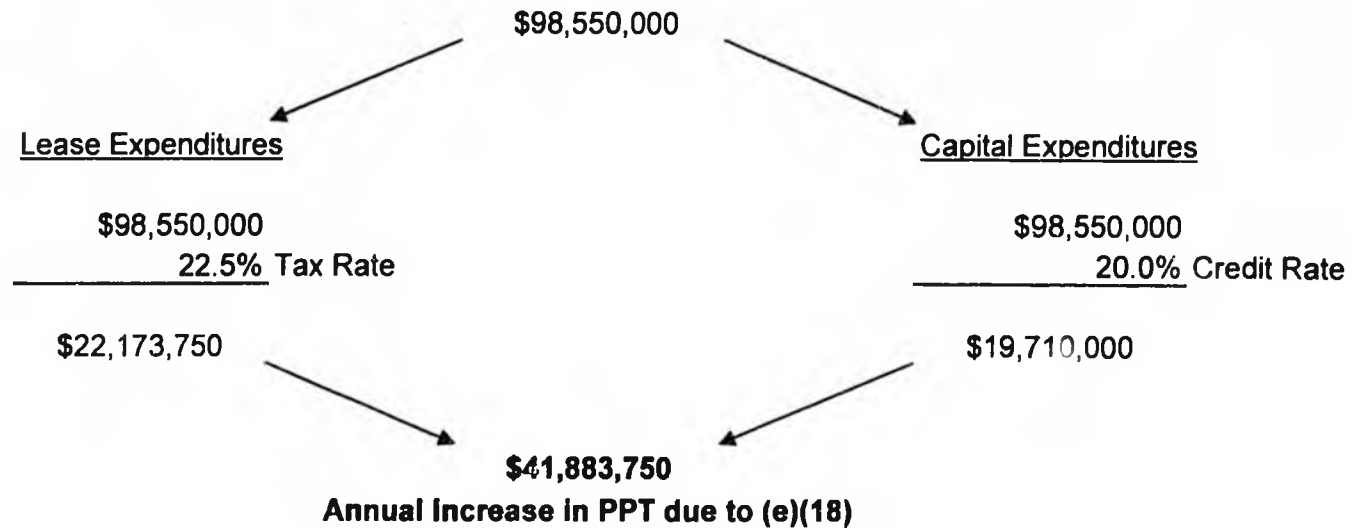 $98,550,000
Lease Expenditures
Capital Expenditures
$98,550,000
22.5% Tax Rate
$22,173,750
$98,550,000
20.0% Credit Rate
$19,710,000
$41,883,750
Annual Increase in PPT due to (e)(18)